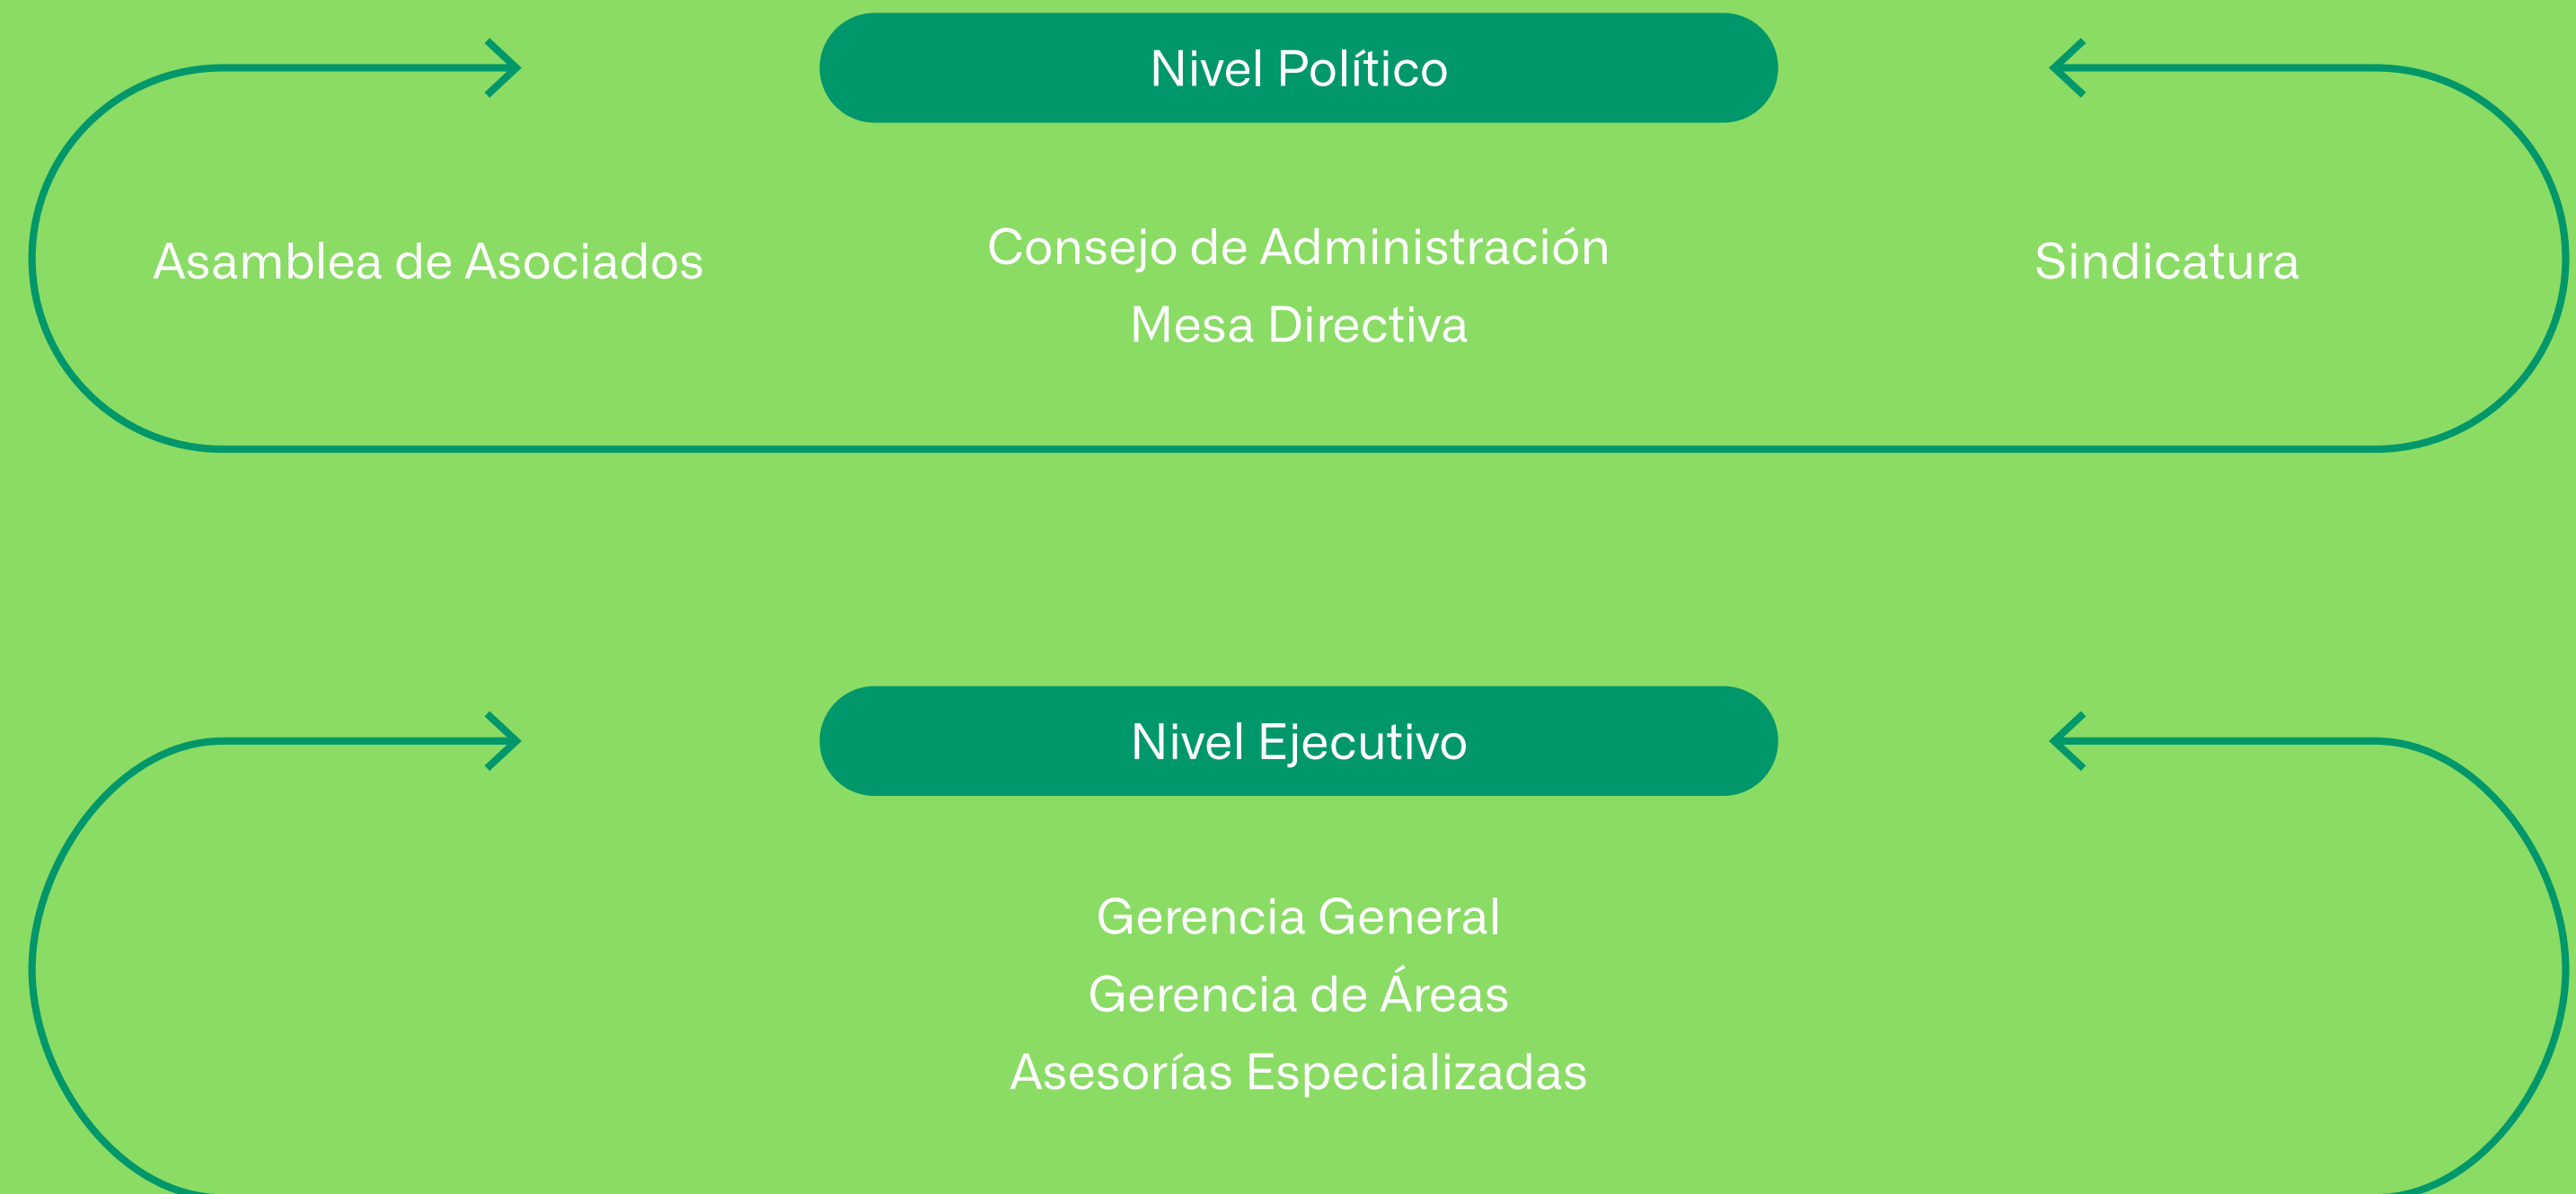 Nivel Político
Asamblea de Asociados
Consejo de Administración
Mesa Directiva
Sindicatura
Nivel Ejecutivo
Gerencia General
Gerencia de Áreas
Asesorías Especializadas